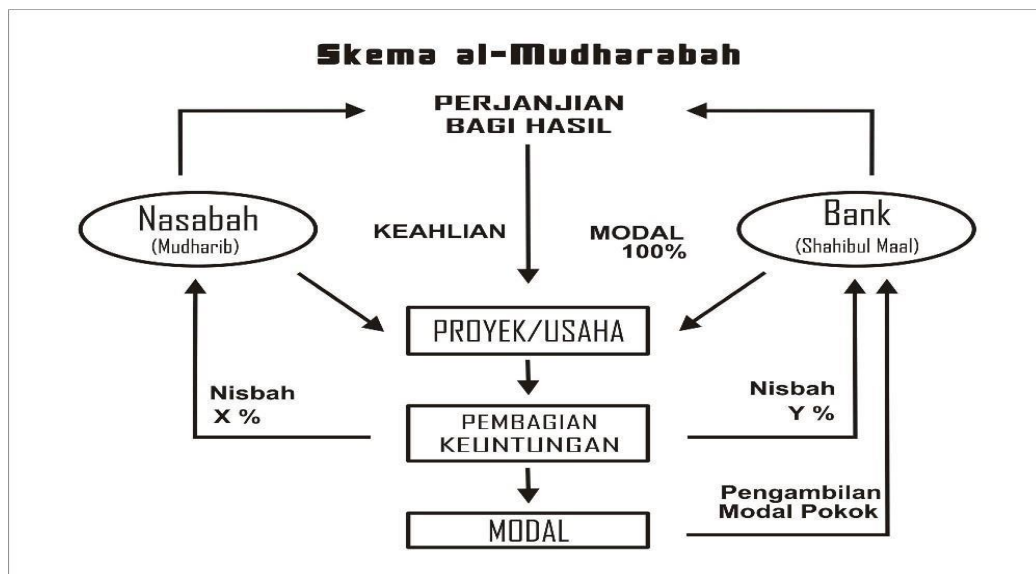 Skema al-Mudharabah
PERJANJIAN
BAGI HASIL
Nasabah
(Mudharib)
KEAHLIAN
MODAL
100%
Bank
(Shahibul Maal)
PROYEK/USAHA
Nisbah
X %
PEMBAGIAN
KEUNTUNGAN
Nisbah
Y %
MODAL
Pengambilan
Modal Pokok